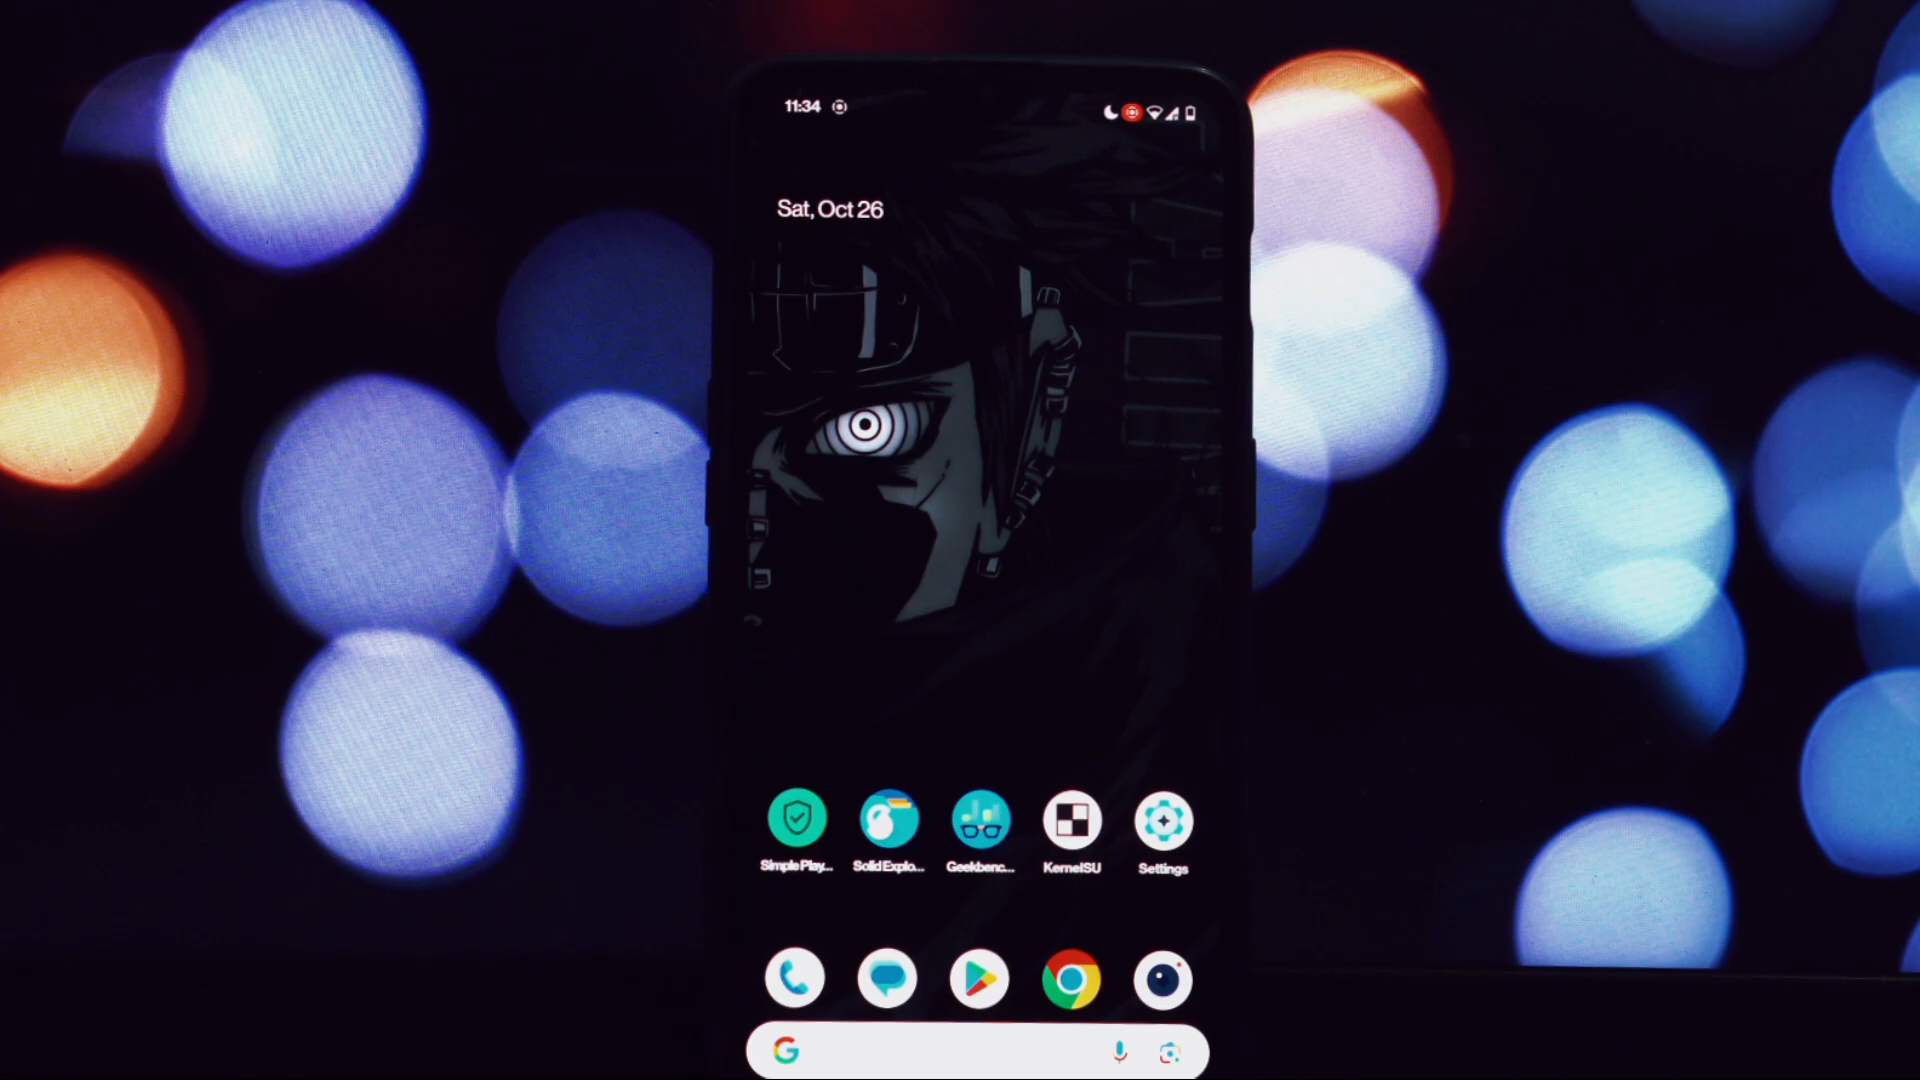 11:34
Sat, Oct 26
Simple Play... Solid Explo... Geekbenc... KernelSU Settings
G